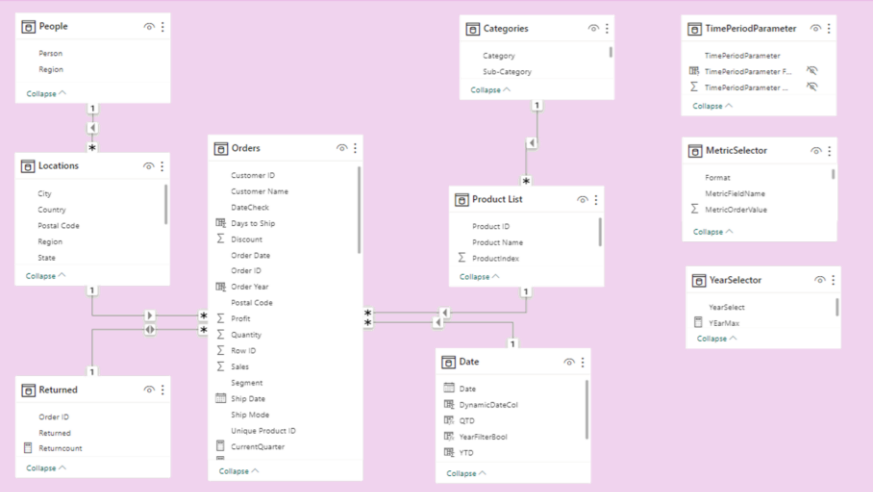 People
Person
Region
Collapse
1
*
Locations
City
Country
Postal Code
Region
State
Collapse
1
*
*
1
Returned
Order ID
Returned
Returncount
Collapse
Orders
Customer ID
Customer Name
DateCheck
Days to Ship
Discount
Order Date
Order ID
Order Year
Postal Code
Profit
Quantity
Row ID
Sales
Segment
Ship Date
Ship Mode
Unique Product ID
CurrentQuarter
Collapse
Categories
Category
Sub-Category
Collapse
1
*
Product List
Product ID
Product Name
ProductIndex
Collapse
1
*
*
1
Date
Date
DynamicDateCol
QTD
YearFilterBool
YTD
Collapse
TimePeriodParameter
TimePeriodParameter
TimePeriodParameter F...
TimePeriodParameter ...
Collapse
MetricSelector
Format
MetricFieldName
MetricOrderValue
Collapse
YearSelector
YearSelect
YEarMax
Collapse